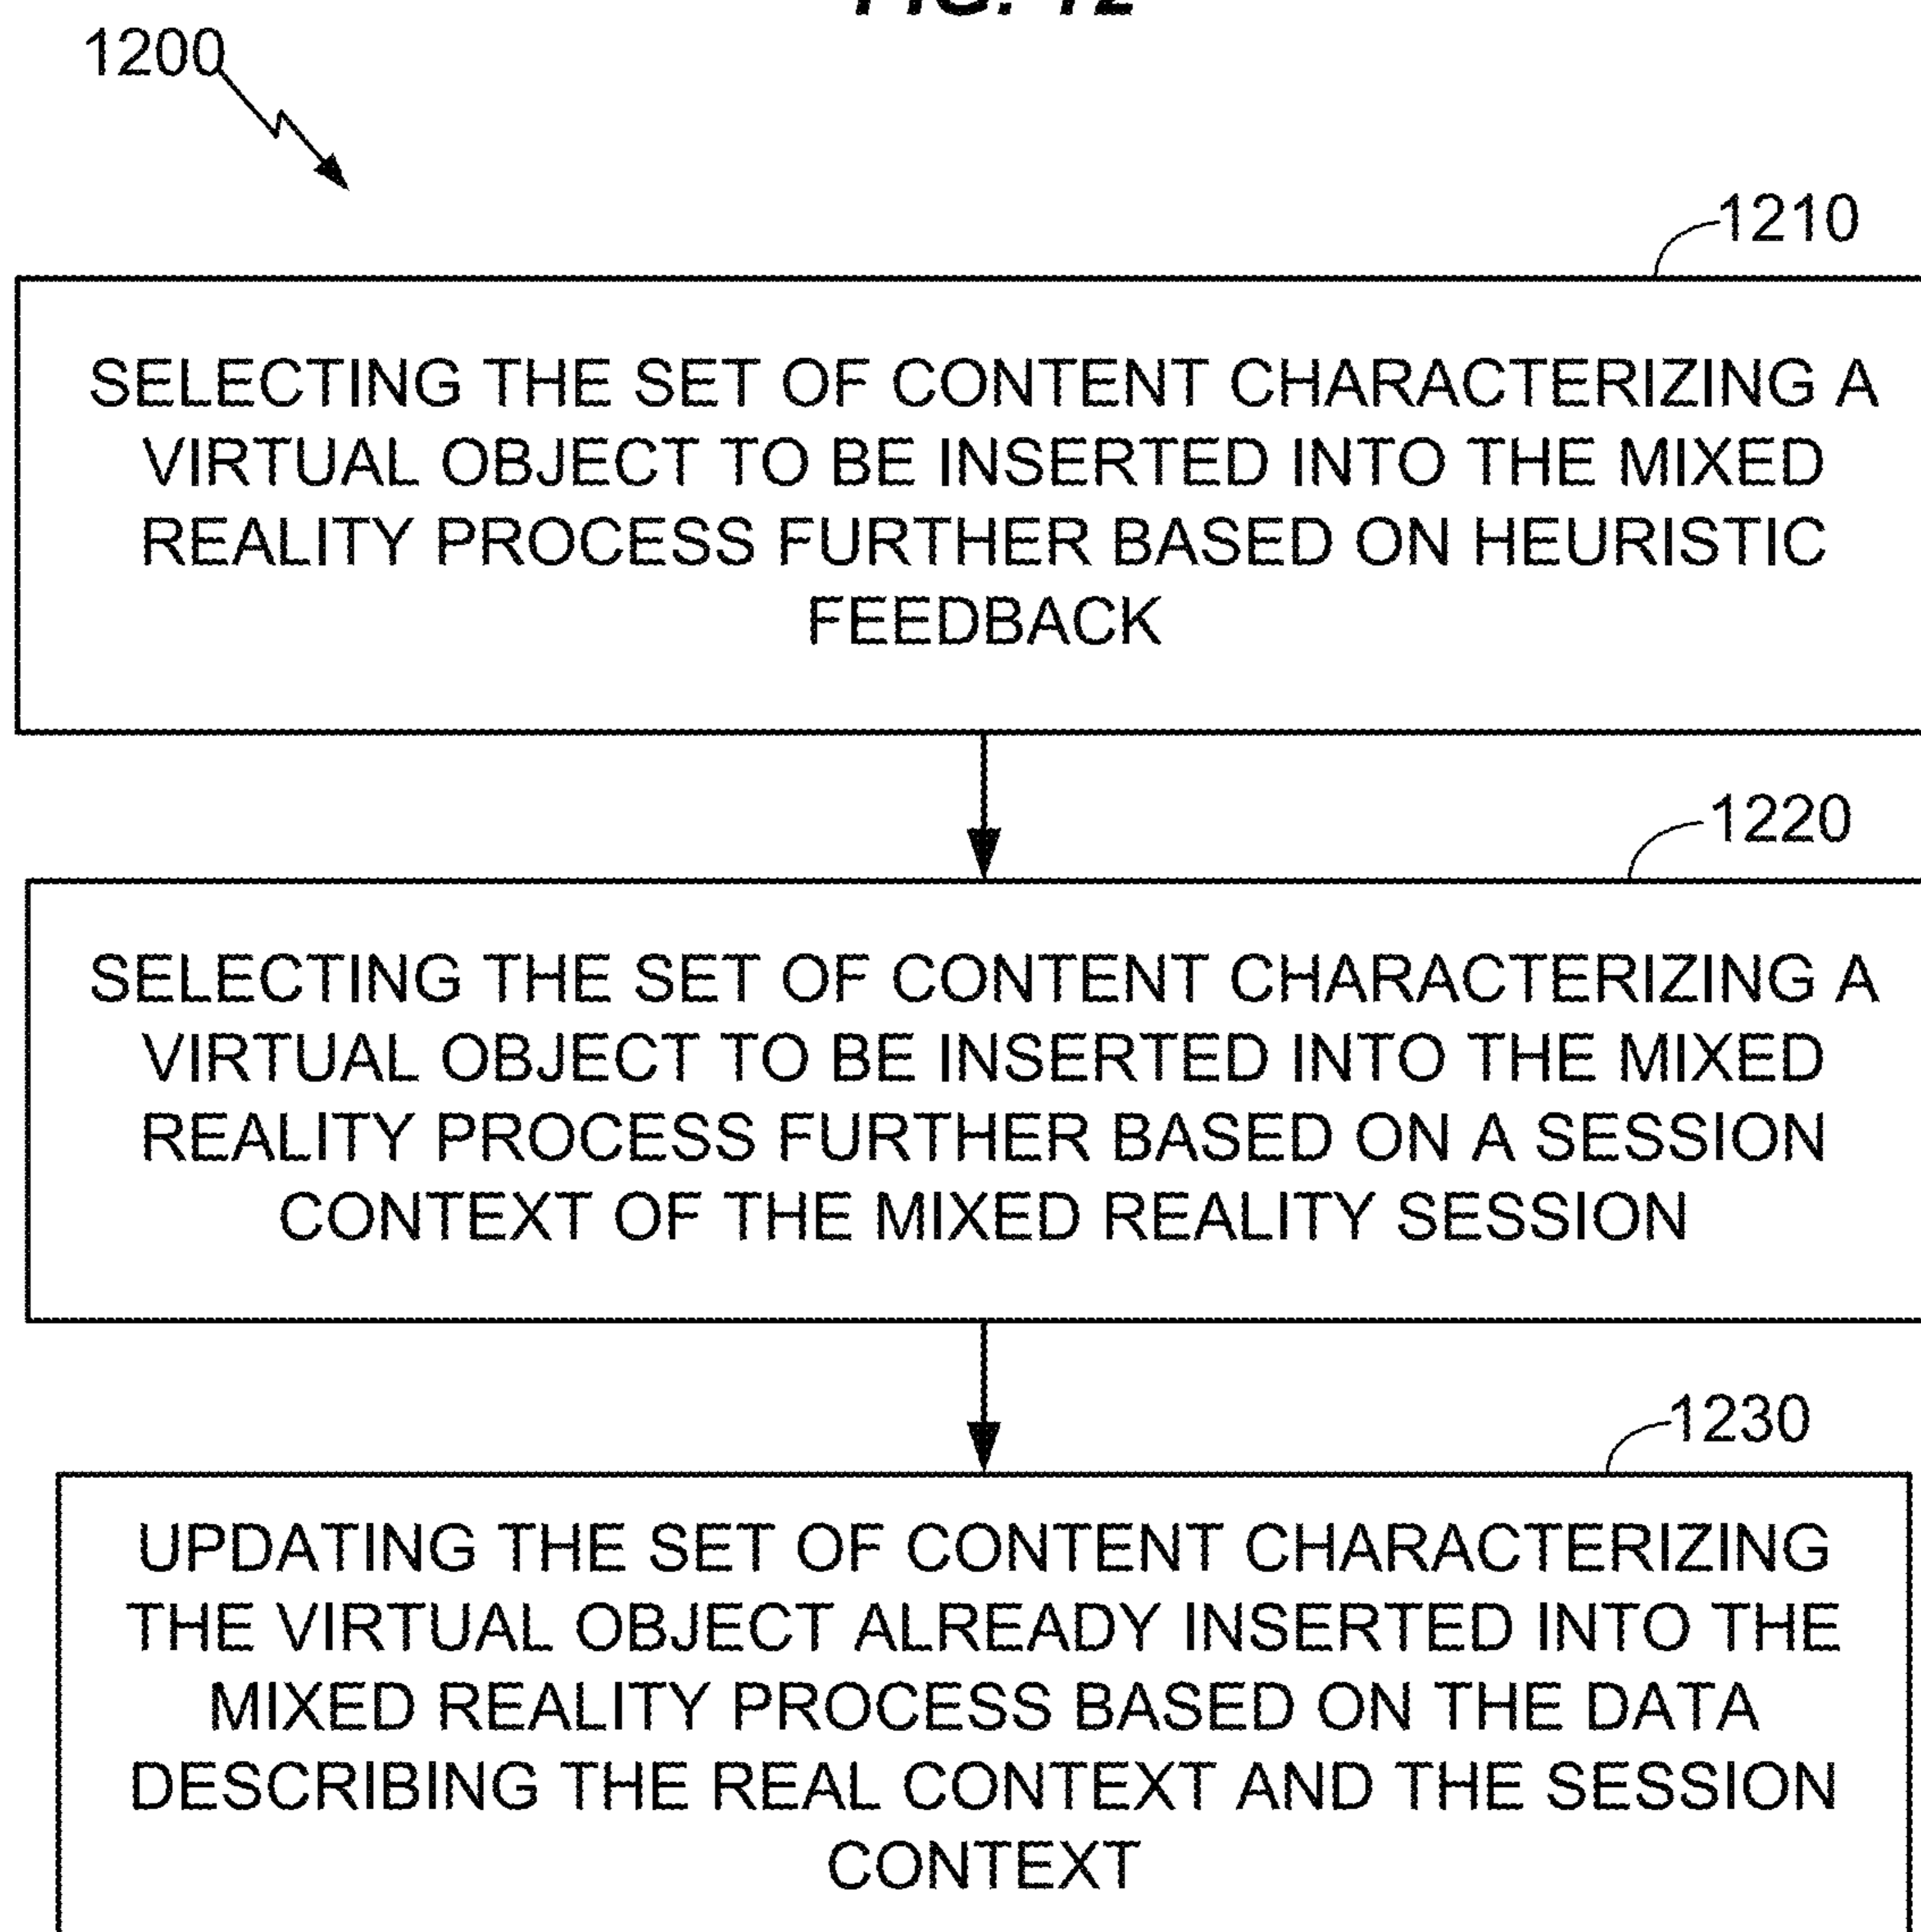 FIG. 12
1200
1210
SELECTING THE SET OF CONTENT CHARACTERIZING A
VIRTUAL OBJECT TO BE INSERTED INTO THE MIXED
REALITY PROCESS FURTHER BASED ON HEURISTIC
FEEDBACK
1220
SELECTING THE SET OF CONTENT CHARACTERIZING A
VIRTUAL OBJECT TO BE INSERTED INTO THE MIXED
REALITY PROCESS FURTHER BASED ON A SESSION
CONTEXT OF THE MIXED REALITY SESSION
1230
UPDATING THE SET OF CONTENT CHARACTERIZING
THE VIRTUAL OBJECT ALREADY INSERTED INTO THE
MIXED REALITY PROCESS BASED ON THE DATA
DESCRIBING THE REAL CONTEXT AND THE SESSION
CONTEXT